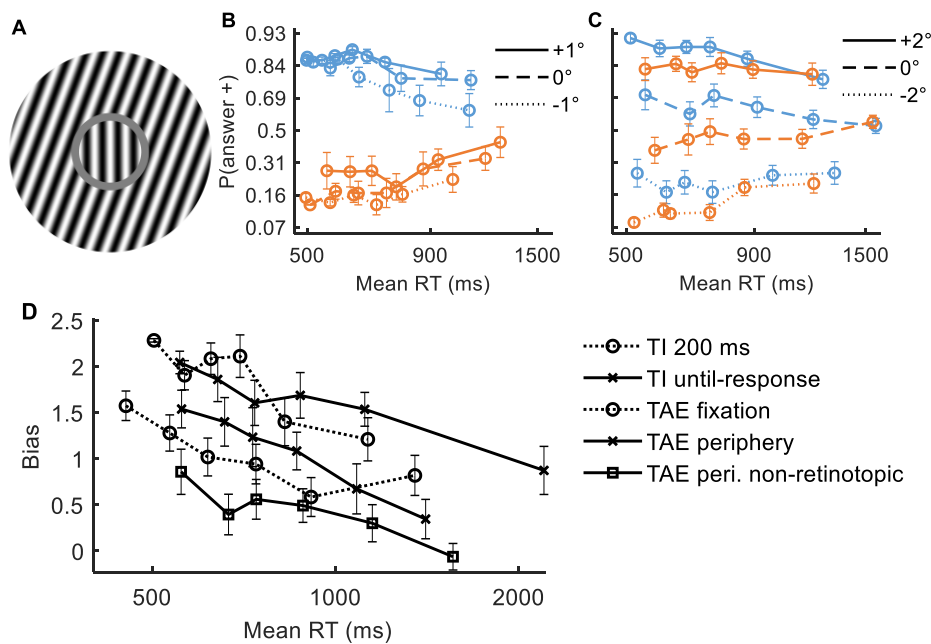 A
B
P(answer +)
0.93
0.84
0.69
0.5
0.31
0.16
0.07
500
900
1500
Mean RT (ms)
+1°
0°
-1°
C
500
900
1500
Mean RT (ms)
+2°
0°
-2°
D
Bias
2.5
2
1.5
1
0.5
0
500
1000
2000
Mean RT (ms)
TI 200 ms
TI until-response
TAE fixation
TAE periphery
TAE peri. non-retinotopic